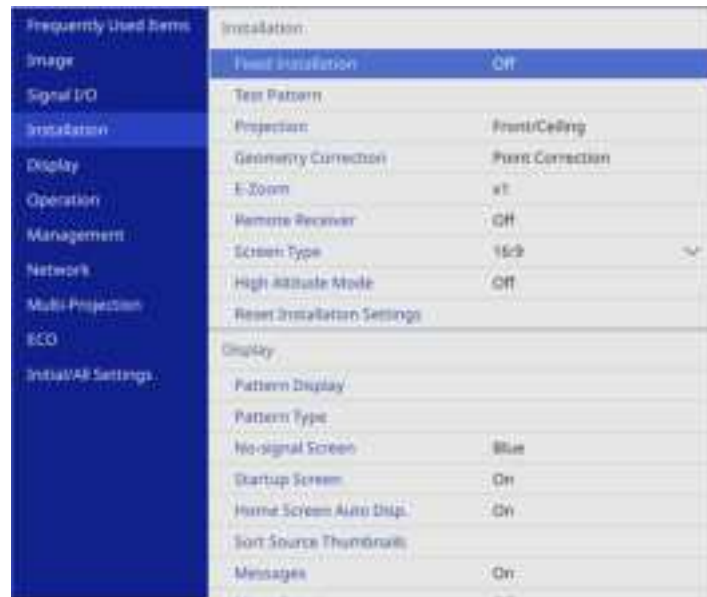 Frequently Used Items
Image
Signal I/O
Installation
Display
Operation
Management
Network
Multi-Projection
ECO
Initial/All Settings
Installation
Fixed Installation Off
Test Pattern
Projection Front/Ceiling
Geometry Correction Point Correction
E-Zoom x1
Remote Receiver Off
Screen Type 16:9
High Altitude Mode Off
Reset Installation Settings
Display
Pattern Display
Pattern Type
No-signal Screen Blue
Startup Screen On
Home Screen Auto Disp. On
Sort Source Thumbnails
Messages On